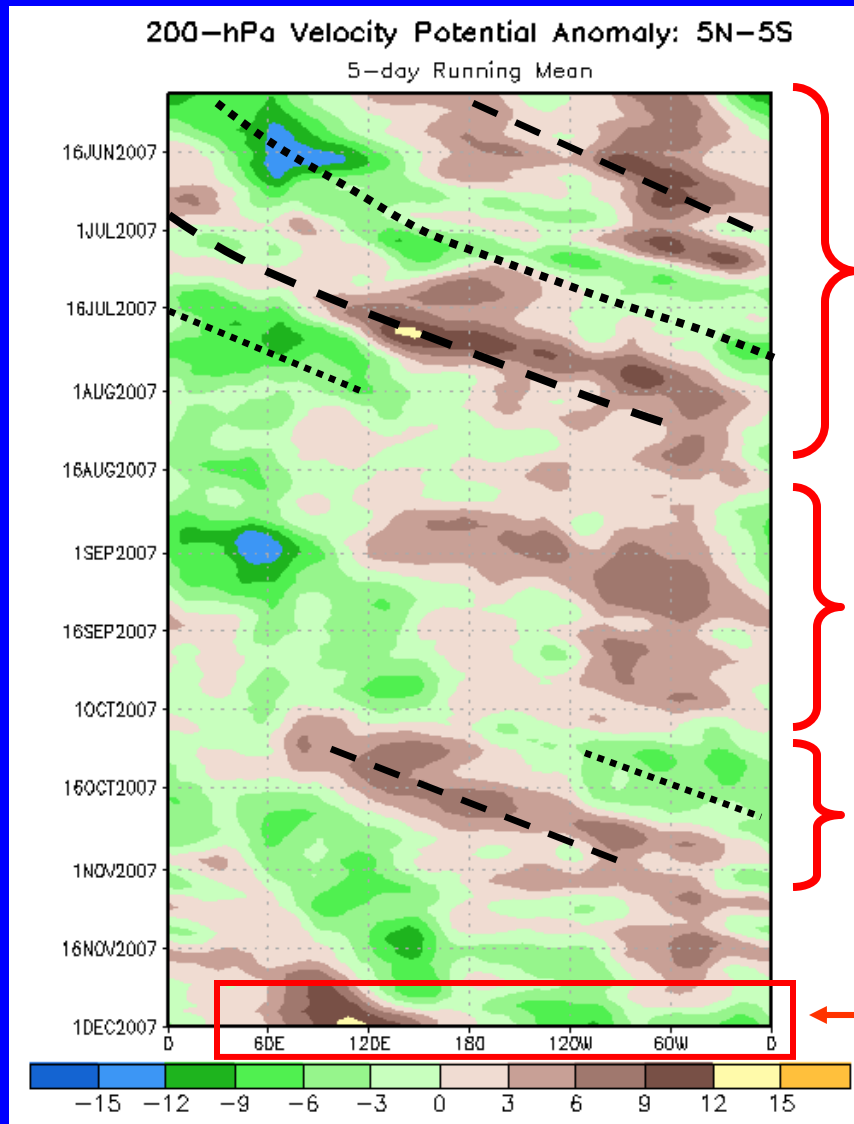 200-hPa Velocity Potential Anomaly: 5N-5S
5-day Running Mean
16JUN2007
1JUL2007
16JUL2007
1AUG2007
16AUG2007
1SEP2007
16SEP2007
1OCT2007
16OCT2007
1NOV2007
16NOV2007
1DEC2007
0 60E 120E 180 120W 60W 0
-15 -12 -9 -6 -3 0 3 6 9 12 15